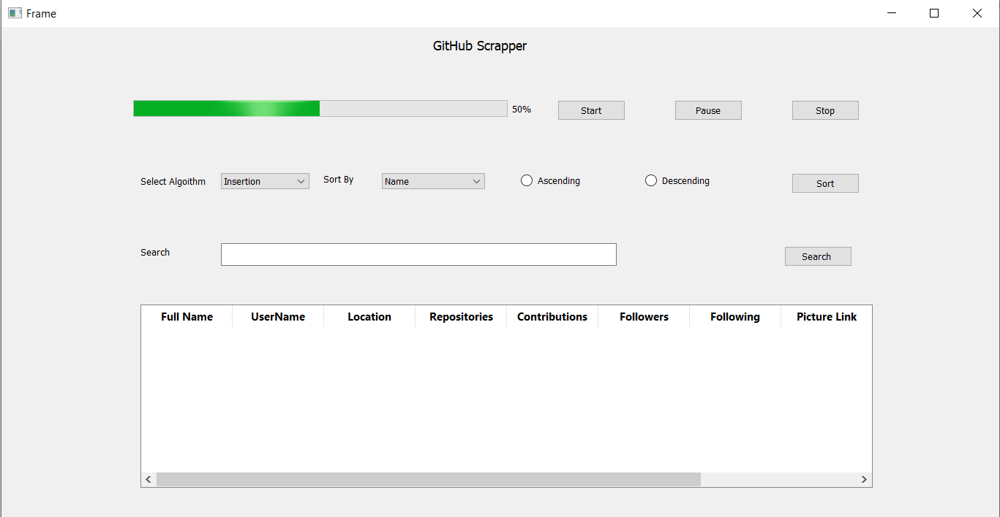 Frame
GitHub Scrapper
50% Start Pause Stop
Select Algoithm Insertion Sort By Name Ascending Descending Sort
Search Search
Full Name UserName Location Repositories Contributions Followers Following Picture Link